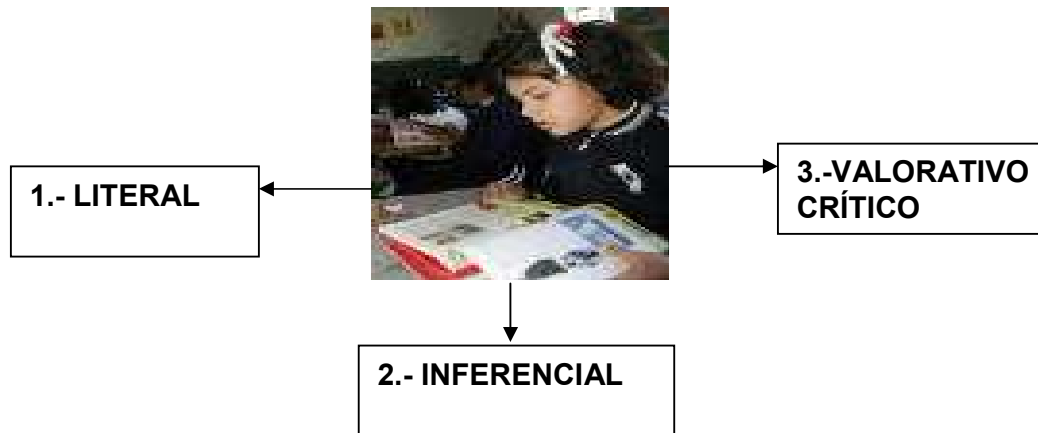 1.- LITERAL
3.-VALORATIVO
CRÍTICO
2.- INFERENCIAL